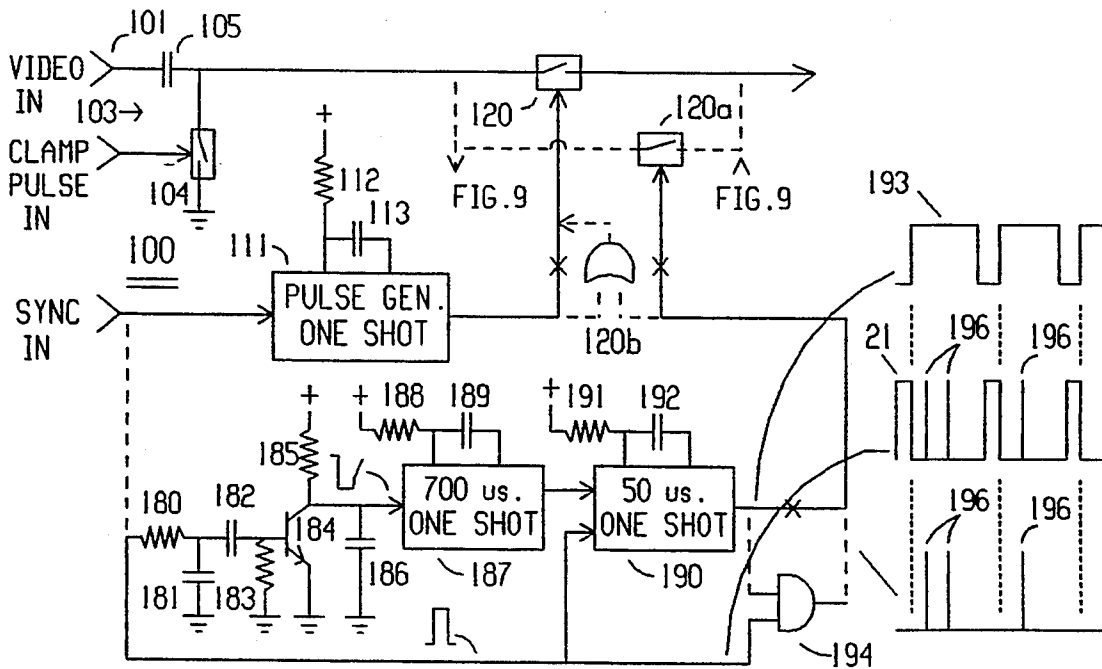 101
105
VIDEO
IN
103→
CLAMP
PULSE
IN
104
120
120a
FIG.9
FIG.9
193
+
112
113
100
111
SYNC
IN
PULSE GEN.
ONE SHOT
120b
21
196
196
+
185
+
188
189
+
191
192
180
182
184
181
183
186
700 us.
ONE SHOT
187
50 us.
ONE SHOT
190
196
196
194